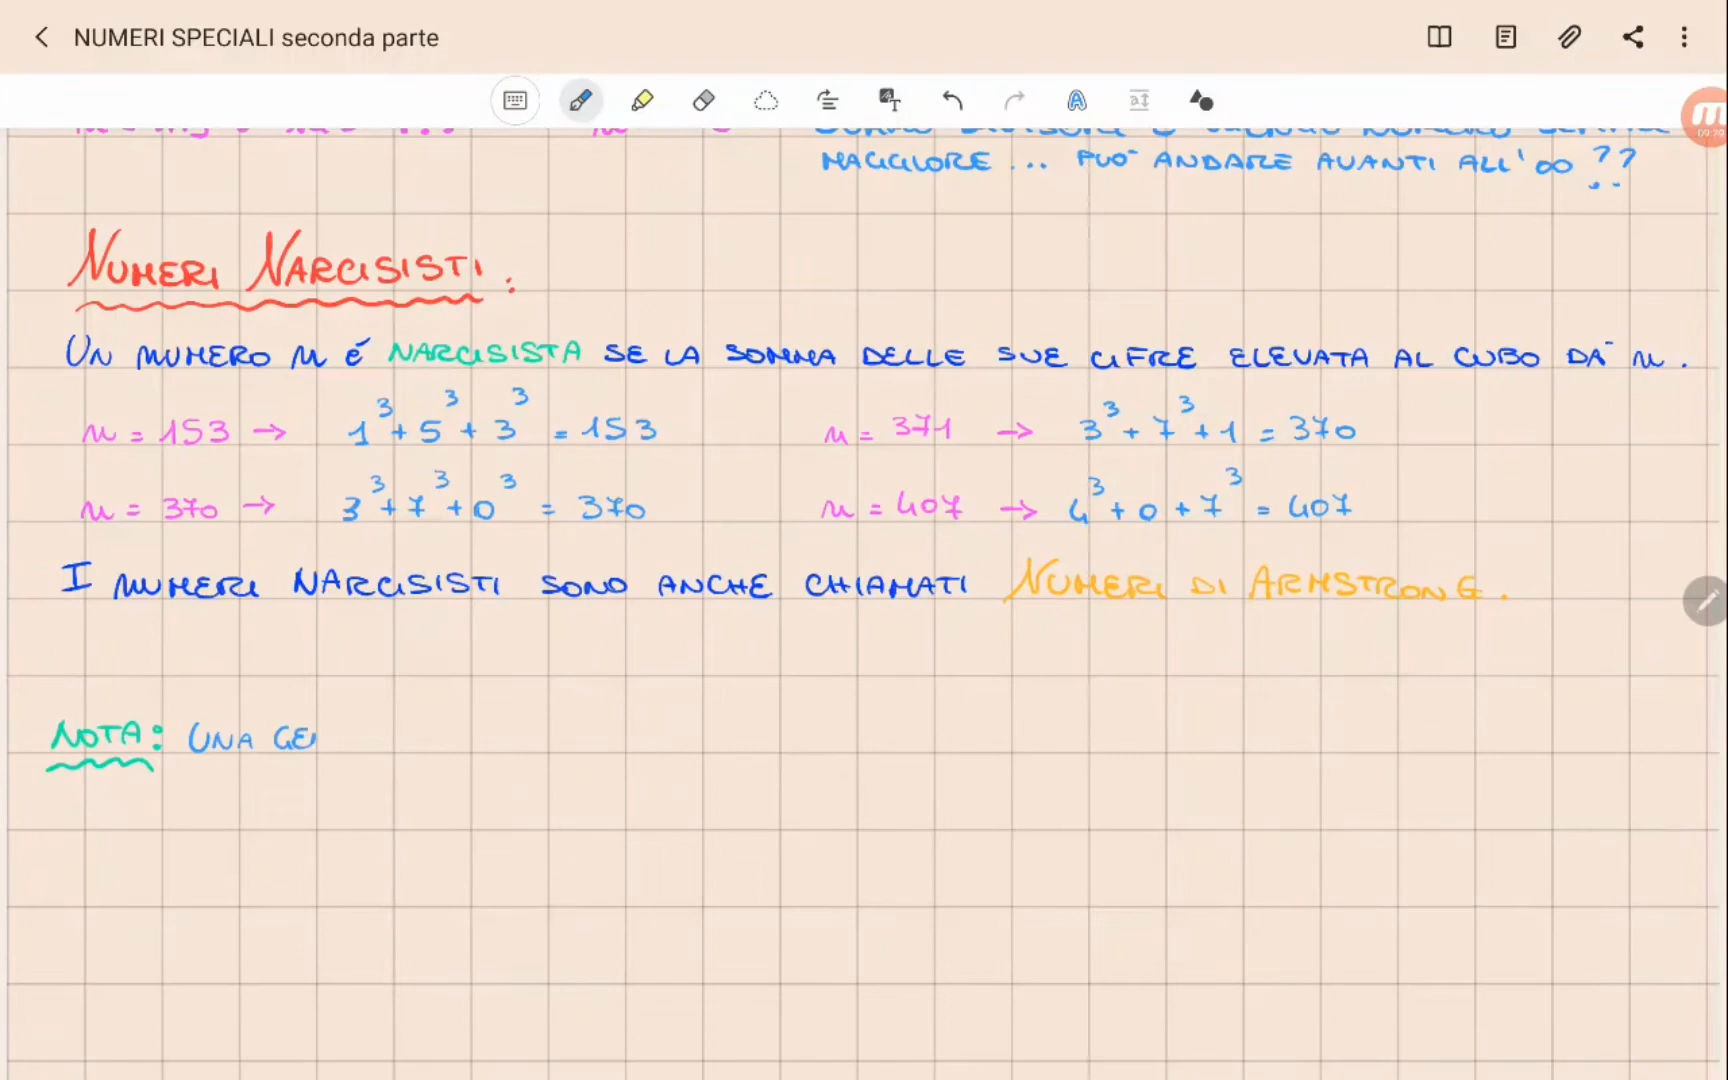 NUMERI SPECIALI seconda parte
09:20
MAGGIORE ... PUO' ANDARE AVANTI ALL'∞ ??
NUMERI NARCISISTI.
UN NUMERO n É NARCISISTA SE LA SOMMA DELLE SUE CIFRE ELEVATA AL CUBO DA' n.
n = 153 → 1³ + 5³ + 3³ = 153
n = 371 → 3³ + 7³ + 1 = 370
n = 370 → 3³ + 7³ + 0³ = 370
n = 407 → 4³ + 0 + 7³ = 407
I NUMERI NARCISISTI SONO ANCHE CHIAMATI NUMERI DI ARMSTRONG.
NOTA: UNA GE